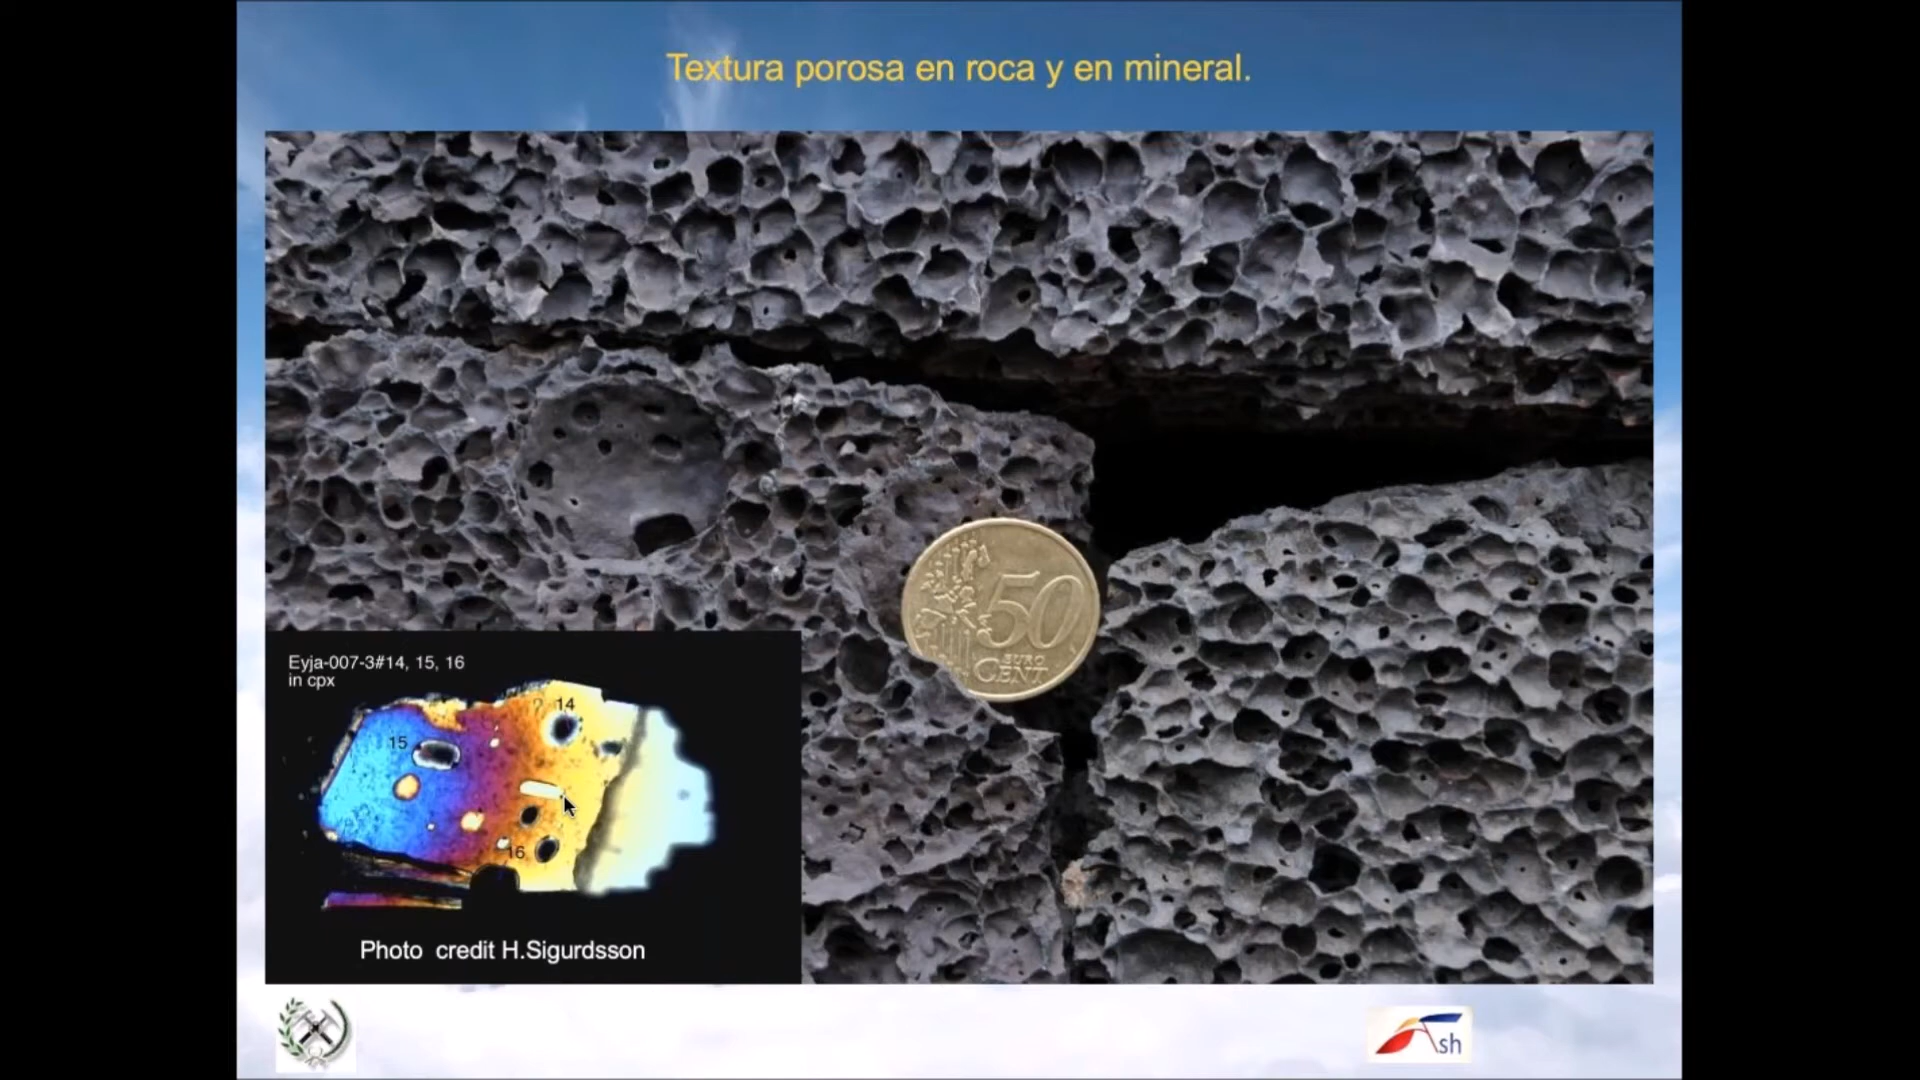 Textura porosa en roca y en mineral.
50
EURO
CENT
Eyja-007-3#14, 15, 16
in cpx
? 14
15
16
Photo credit H.Sigurdsson
Ash